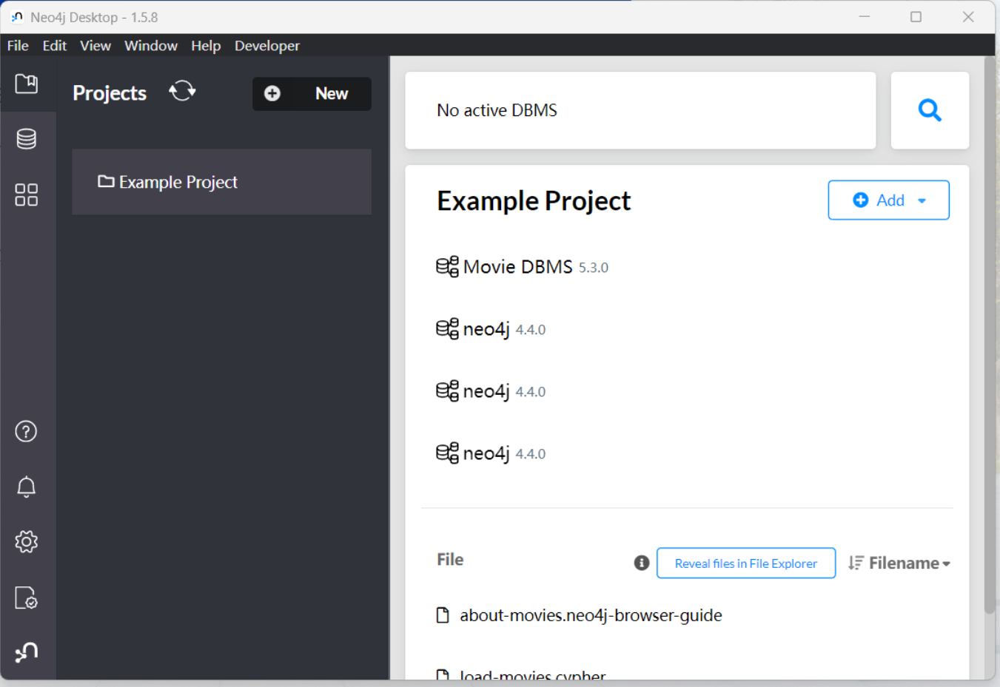 Neo4j Desktop - 1.5.8
File Edit View Window Help Developer
Projects
New
Example Project
No active DBMS
Example Project
Add
Movie DBMS 5.3.0
neo4j 4.4.0
neo4j 4.4.0
neo4j 4.4.0
File
Reveal files in File Explorer
Filename
about-movies.neo4j-browser-guide
load-movies.cypher